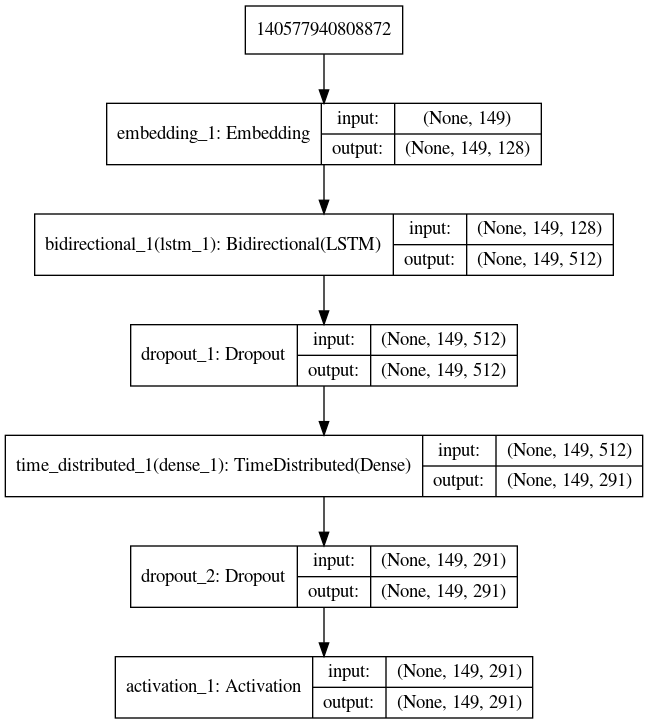 140577940808872
embedding_1: Embedding
input: (None, 149)
output: (None, 149, 128)
bidirectional_1(lstm_1): Bidirectional(LSTM)
input: (None, 149, 128)
output: (None, 149, 512)
dropout_1: Dropout
input: (None, 149, 512)
output: (None, 149, 512)
time_distributed_1(dense_1): TimeDistributed(Dense)
input: (None, 149, 512)
output: (None, 149, 291)
dropout_2: Dropout
input: (None, 149, 291)
output: (None, 149, 291)
activation_1: Activation
input: (None, 149, 291)
output: (None, 149, 291)